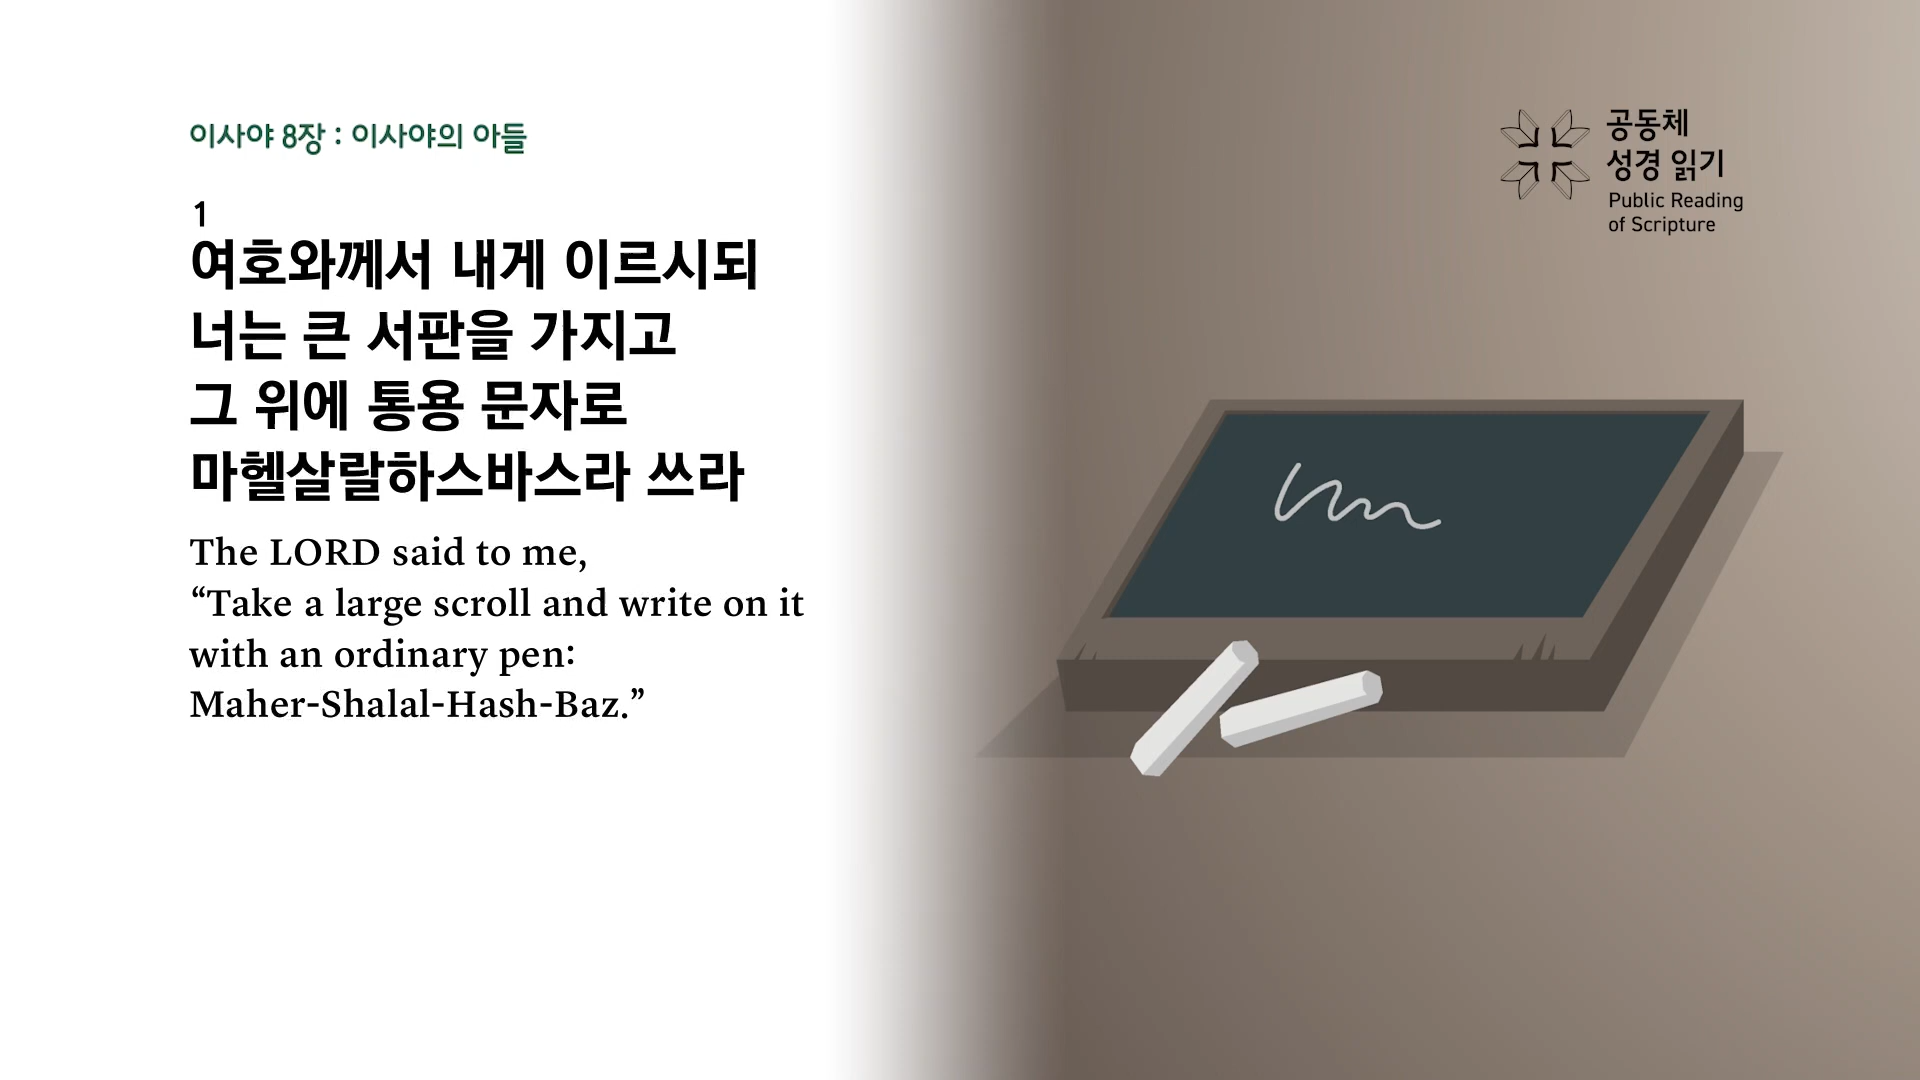 이사야 8장 : 이사야의 아들
1
여호와께서 내게 이르시되
너는 큰 서판을 가지고
그 위에 통용 문자로
마헬살랄하스바스라 쓰라
The LORD said to me,
“Take a large scroll and write on it
with an ordinary pen:
Maher-Shalal-Hash-Baz.”
공동체
성경 읽기
Public Reading
of Scripture